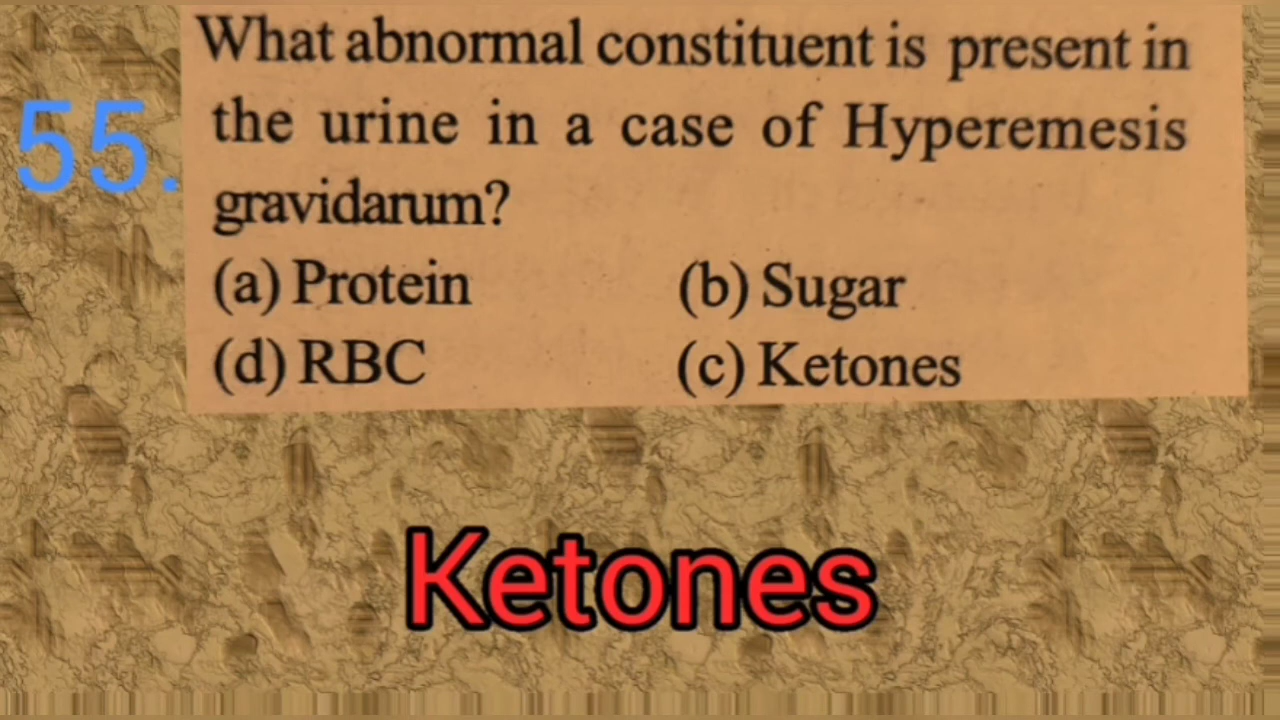 55.
What abnormal constituent is present in
the urine in a case of Hyperemesis
gravidarum?
(a) Protein (b) Sugar
(d) RBC (c) Ketones
Ketones